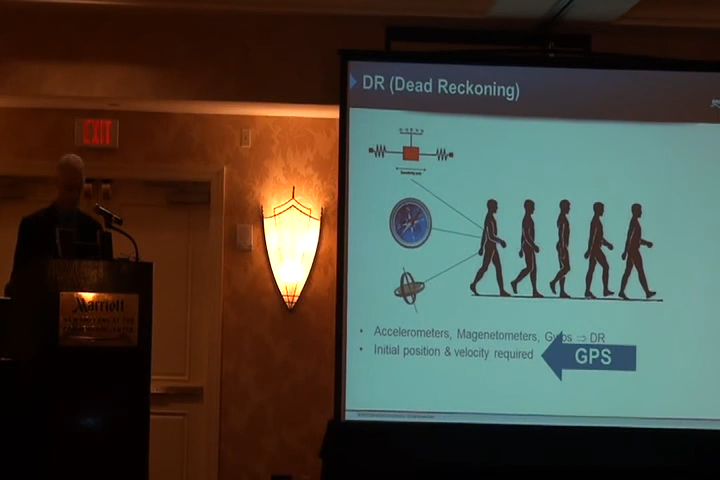 DR (Dead Reckoning)
EXIT
Marriott
• Accelerometers, Magenetometers, Gyros ⇒ DR
• Initial position & velocity required
GPS